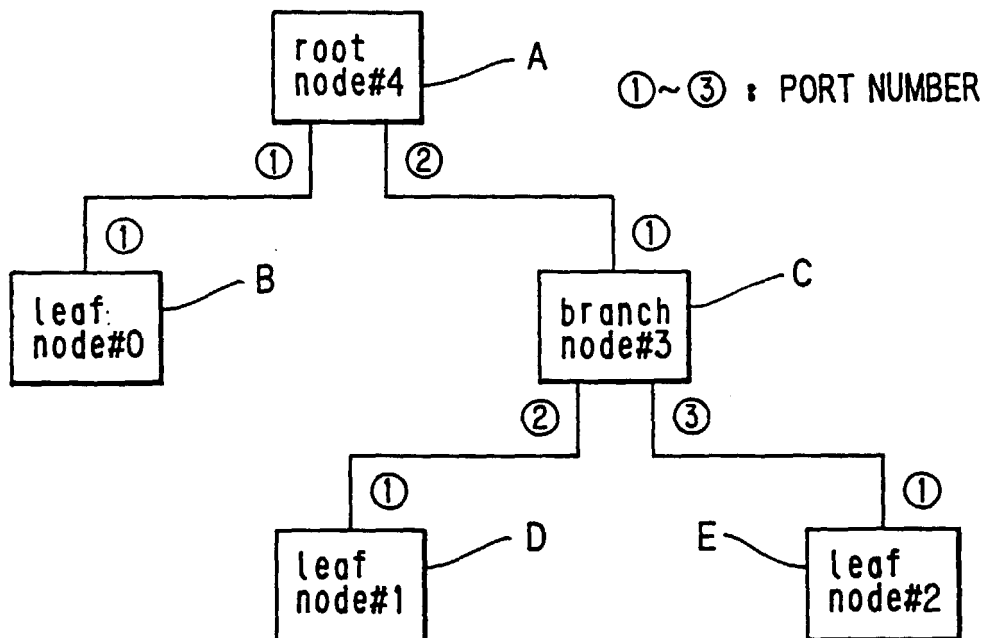 root
node#4
A
①~③ : PORT NUMBER
①
②
①
①
B
C
leaf
node#0
branch
node#3
②
③
①
①
D
E
leaf
node#1
leaf
node#2